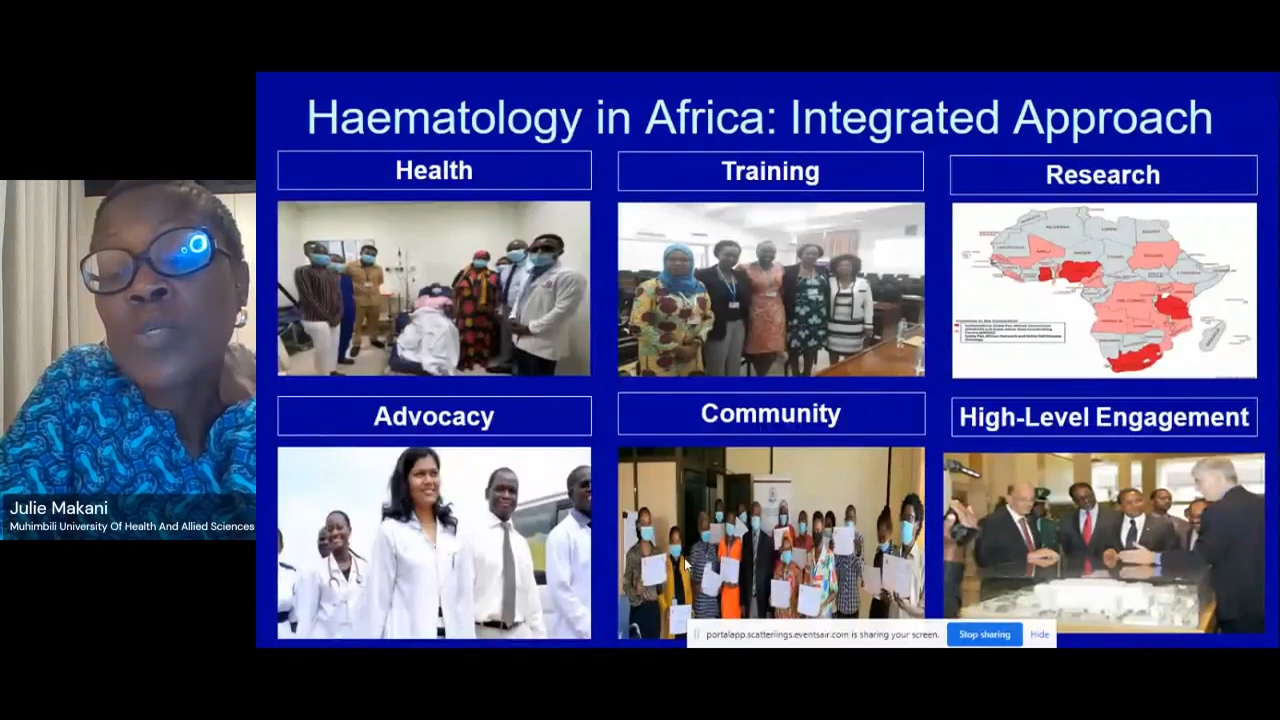 Haematology in Africa: Integrated Approach
Health
Training
Research
Advocacy
Community
High-Level Engagement
Julie Makani
Muhimbili University Of Health And Allied Sciences
portalapp.scatterlings.eventsair.com is sharing your screen.
Stop sharing
Hide